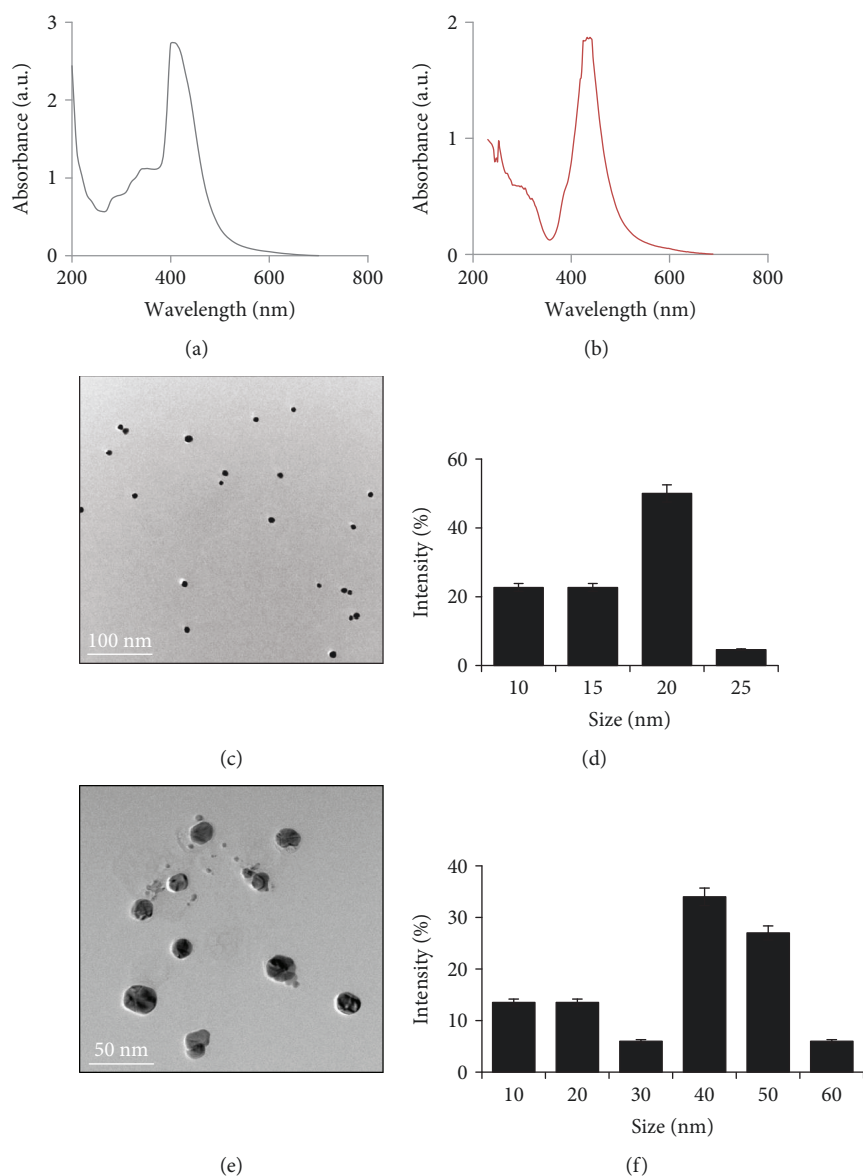 3
2
1
0
Absorbance (a.u.)
200 400 600 800
Wavelength (nm)
(a)
2
1
0
Absorbance (a.u.)
200 400 600 800
Wavelength (nm)
(b)
100 nm
(c)
60
40
20
0
Intensity (%)
10 15 20 25
Size (nm)
(d)
50 nm
(e)
40
30
20
10
0
Intensity (%)
10 20 30 40 50 60
Size (nm)
(f)